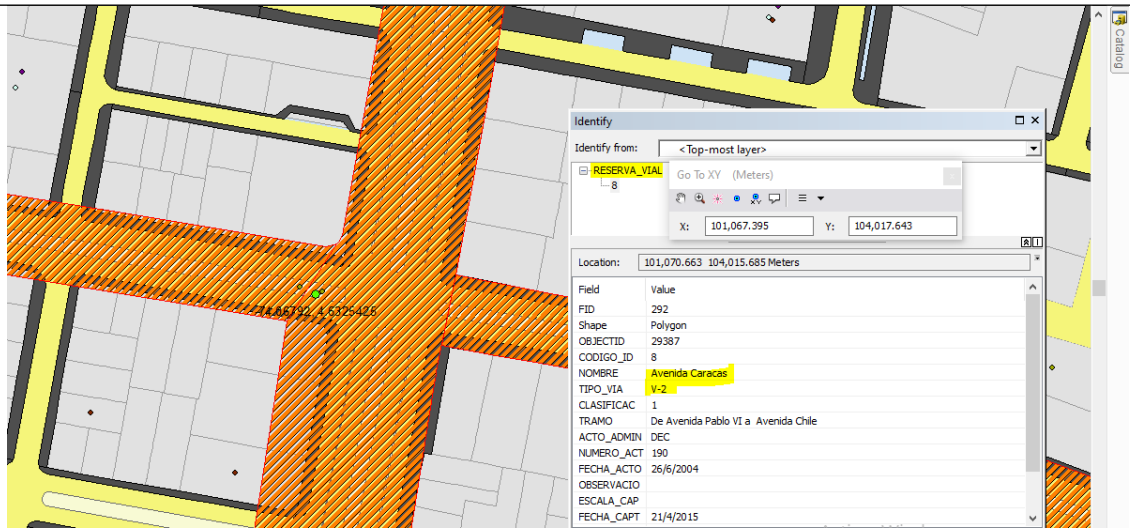 Catalog
Identify
Identify from: <Top-most layer>
RESERVA_VIAL
8
Go To XY (Meters)
X: 101,067.395 Y: 104,017.643
Location: 101,070.663 104,015.685 Meters
Field Value
FID 292
Shape Polygon
OBJECTID 29387
CODIGO_ID 8
NOMBRE Avenida Caracas
TIPO_VIA V-2
CLASIFICAC 1
TRAMO De Avenida Pablo VI a Avenida Chile
ACTO_ADMIN DEC
NUMERO_ACT 190
FECHA_ACTO 26/6/2004
OBSERVACIO
ESCALA_CAP
FECHA_CAPT 21/4/2015
4.6325425